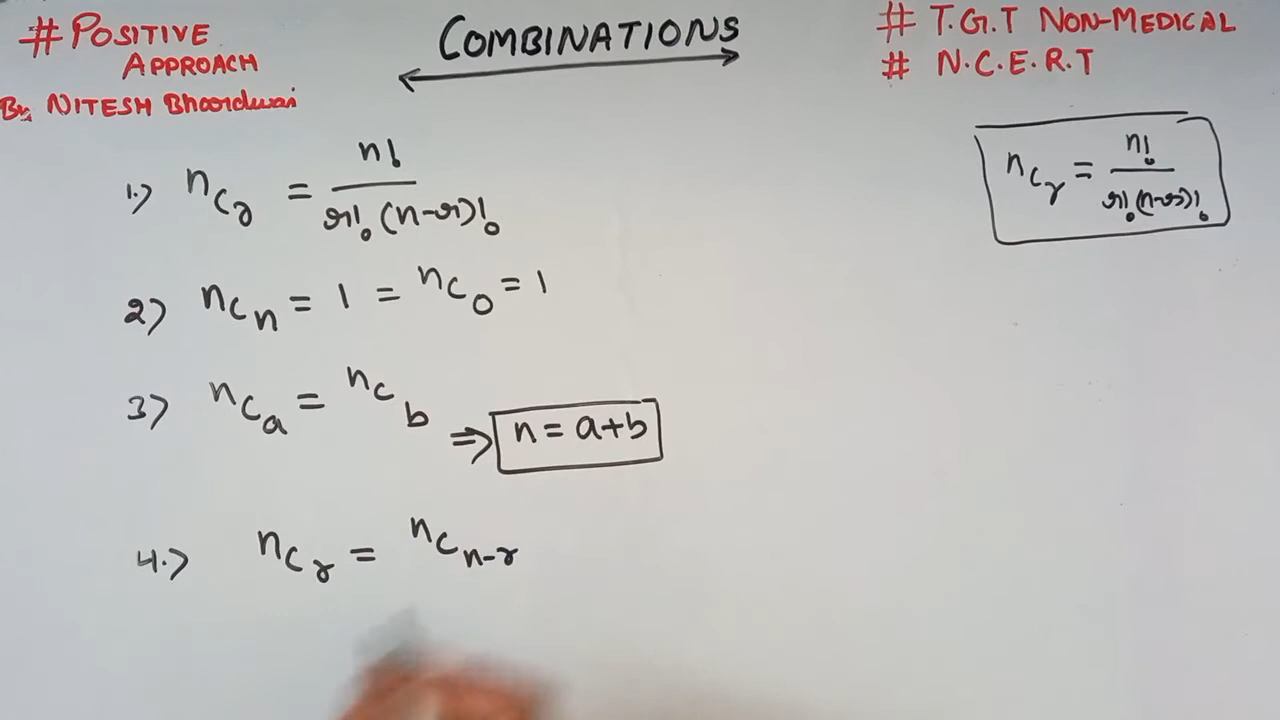 # POSITIVE
APPROACH
By NITESH Bhardwaj
COMBINATIONS
# T.G.T NON-MEDICAL
# N.C.E.R.T
1.) nCr = n! / r!(n-r)!
nCr = n! / r!(n-r)!
2) nCn = 1 = nC0 = 1
3) nCa = nCb ⇒ n = a+b
4.) nCr = nCn-r